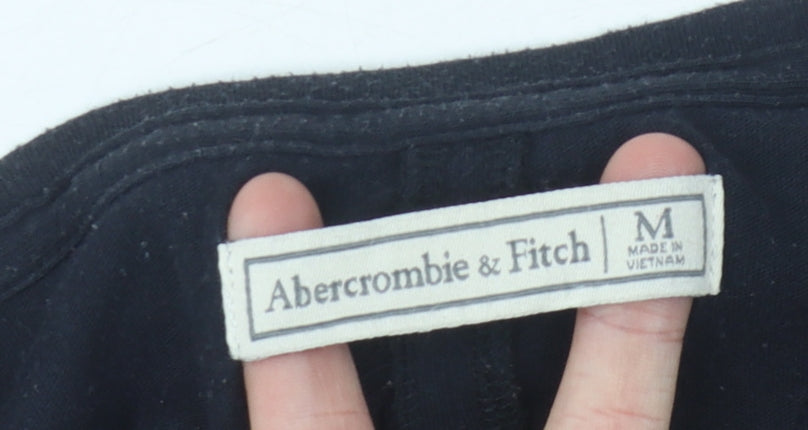 Abercrombie & Fitch | M
MADE IN
VIETNAM